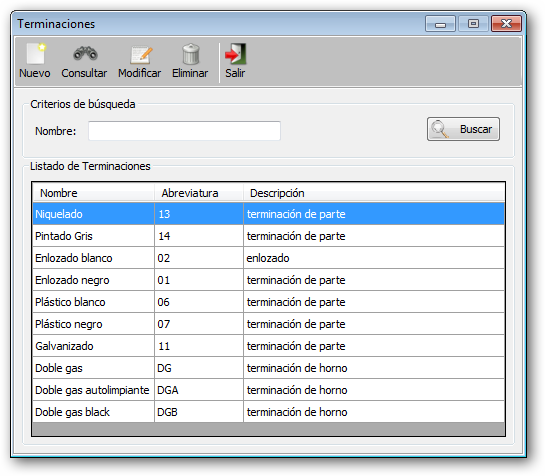 Terminaciones
Nuevo Consultar Modificar Eliminar Salir
Criterios de búsqueda
Nombre: Buscar
Listado de Terminaciones
Nombre Abreviatura Descripción
Niquelado 13 terminación de parte
Pintado Gris 14 terminación de parte
Enlozado blanco 02 enlozado
Enlozado negro 01 terminación de parte
Plástico blanco 06 terminación de parte
Plástico negro 07 terminación de parte
Galvanizado 11 terminación de parte
Doble gas DG terminación de horno
Doble gas autolimpiante DGA terminación de horno
Doble gas black DGB terminación de horno